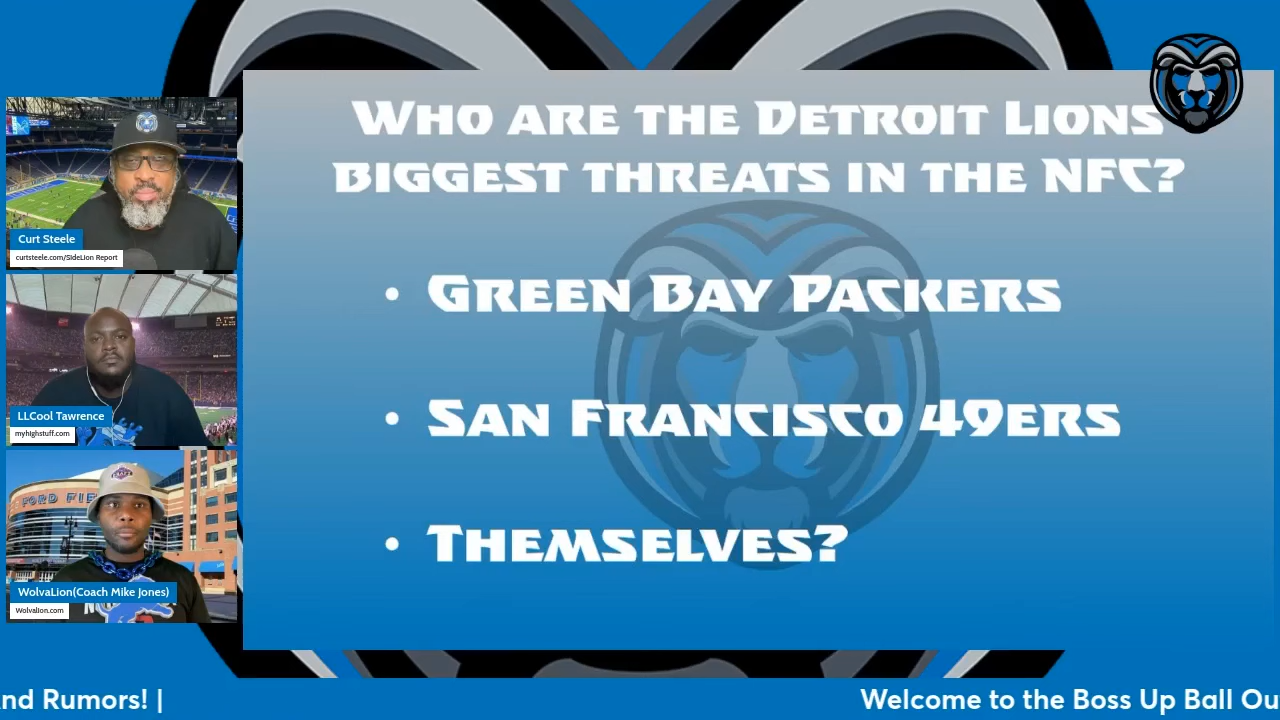 Who are the Detroit Lions
biggest threats in the NFC?
• Green Bay Packers
• San Francisco 49ers
• Themselves?
Curt Steele
curtsteele.com/SideLion Report
LLCool Tawrence
myhighstuff.com
FORD FIE
WolvaLion(Coach Mike Jones)
Wolvalion.com
nd Rumors! |
Welcome to the Boss Up Ball Ou